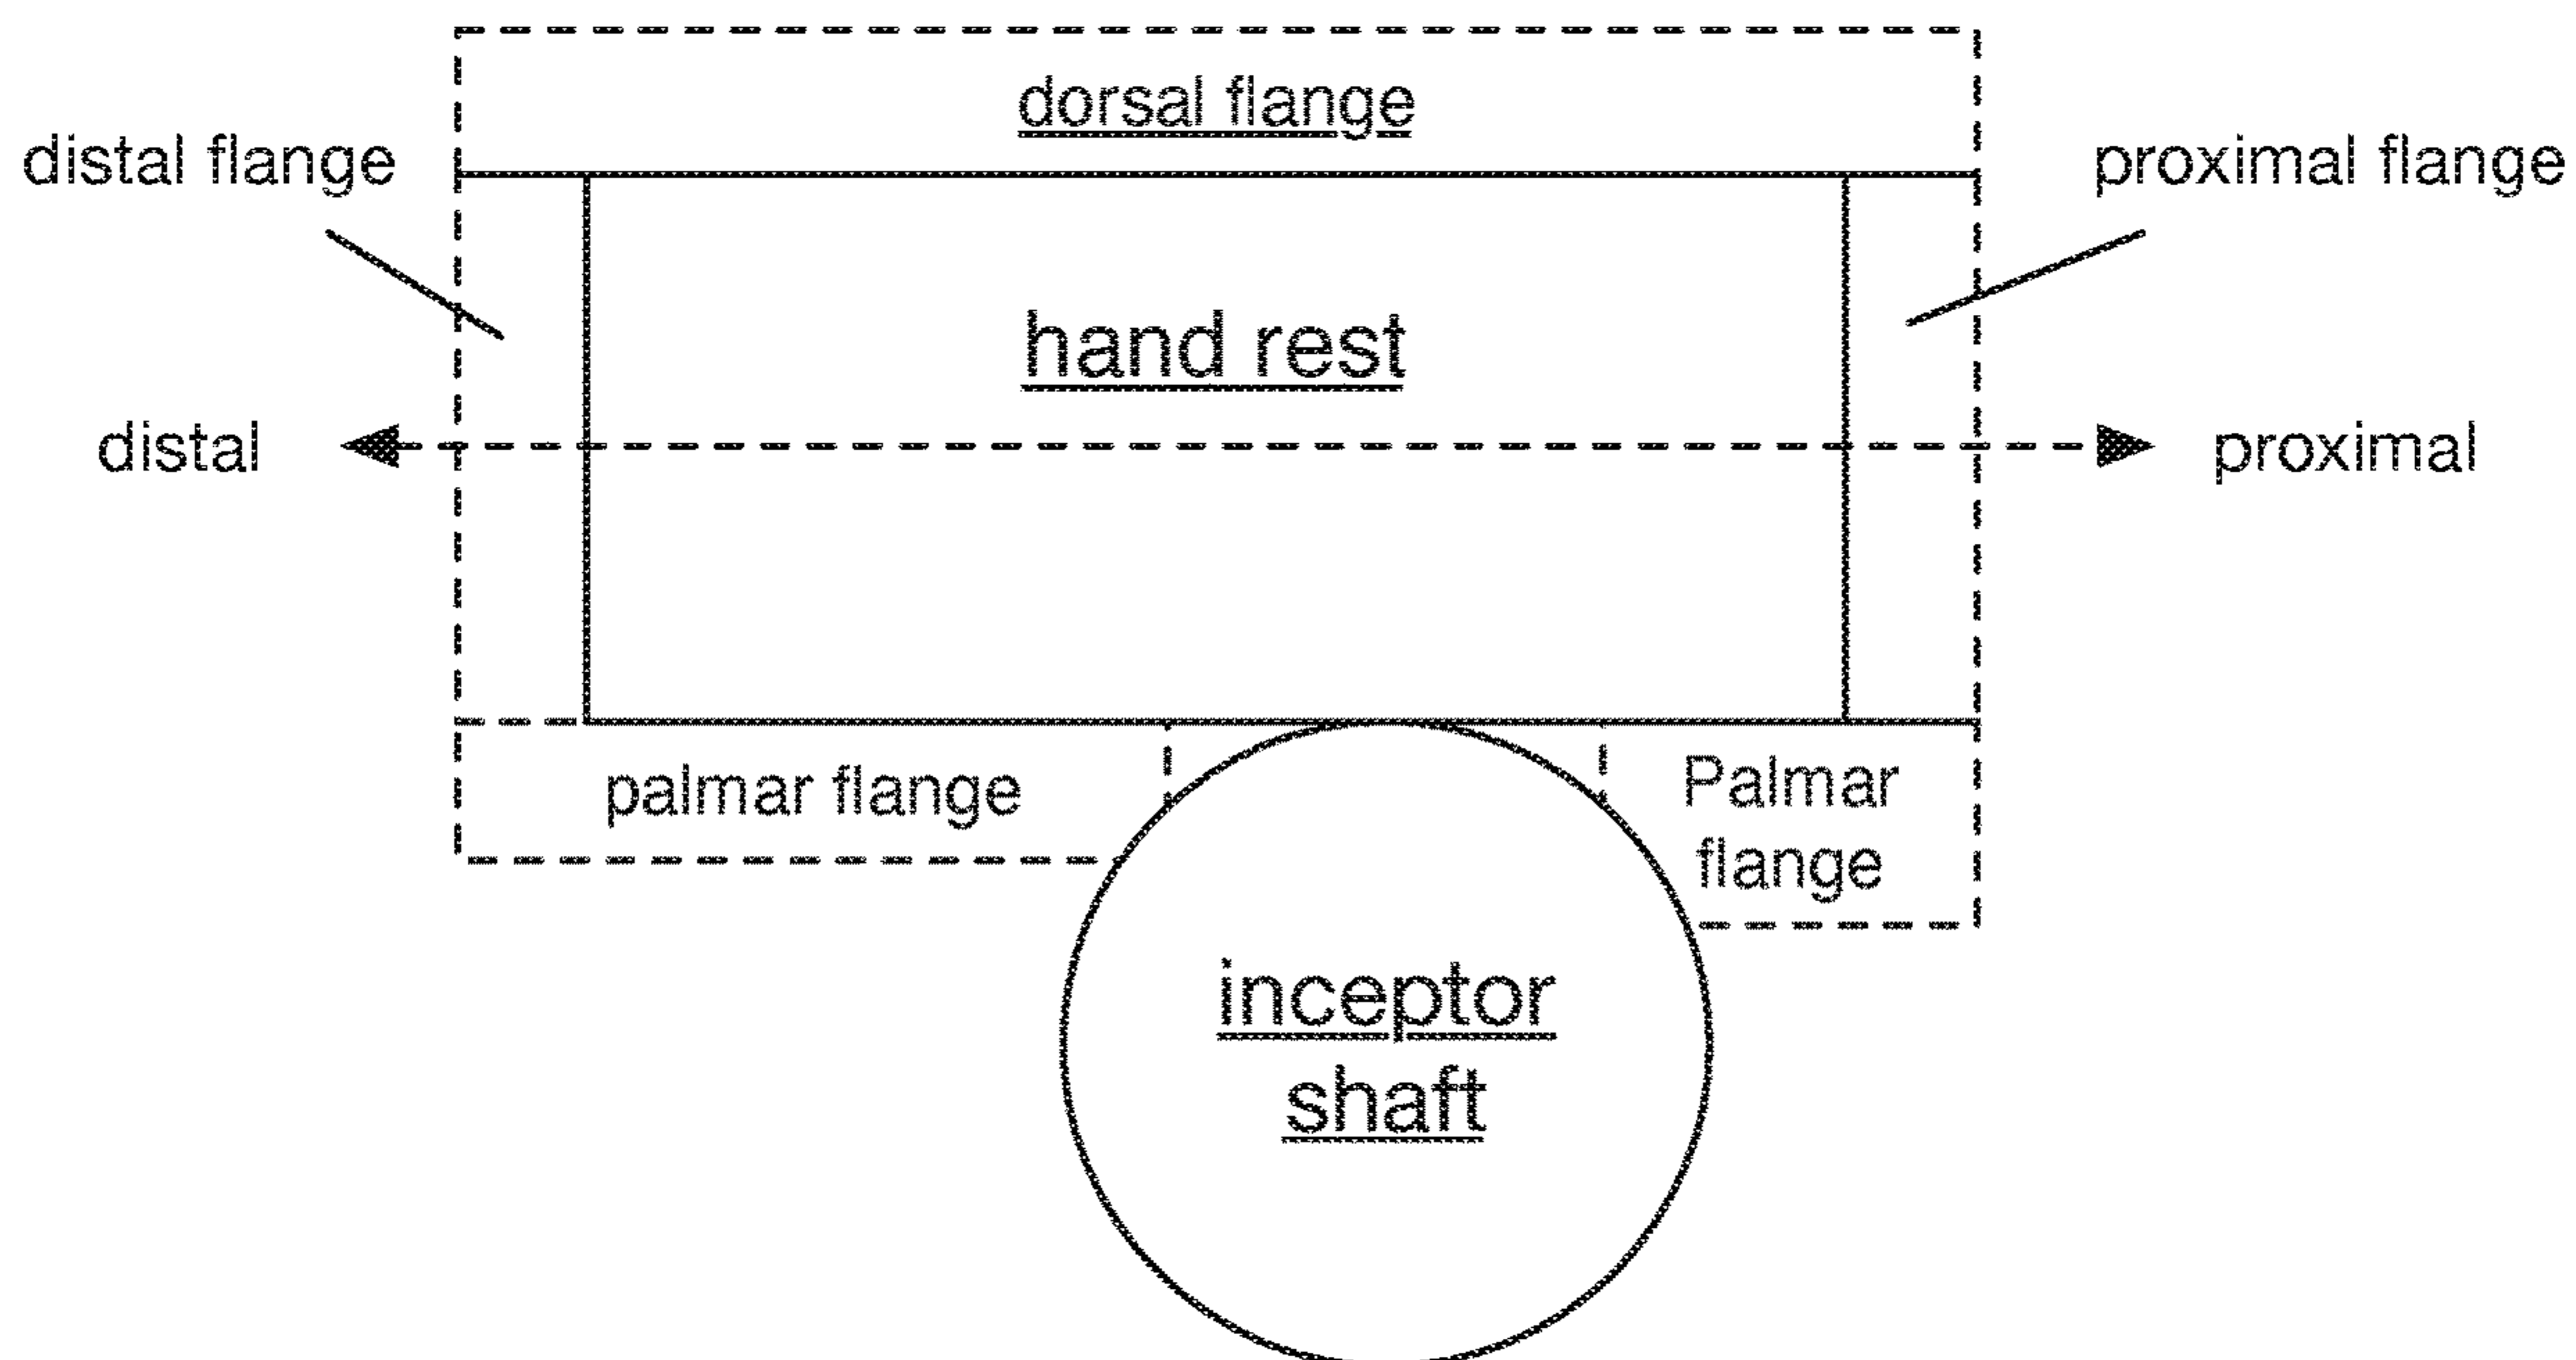 dorsal flange
distal flange
proximal flange
hand rest
distal
proximal
palmar flange
Palmar
flange
inceptor
shaft